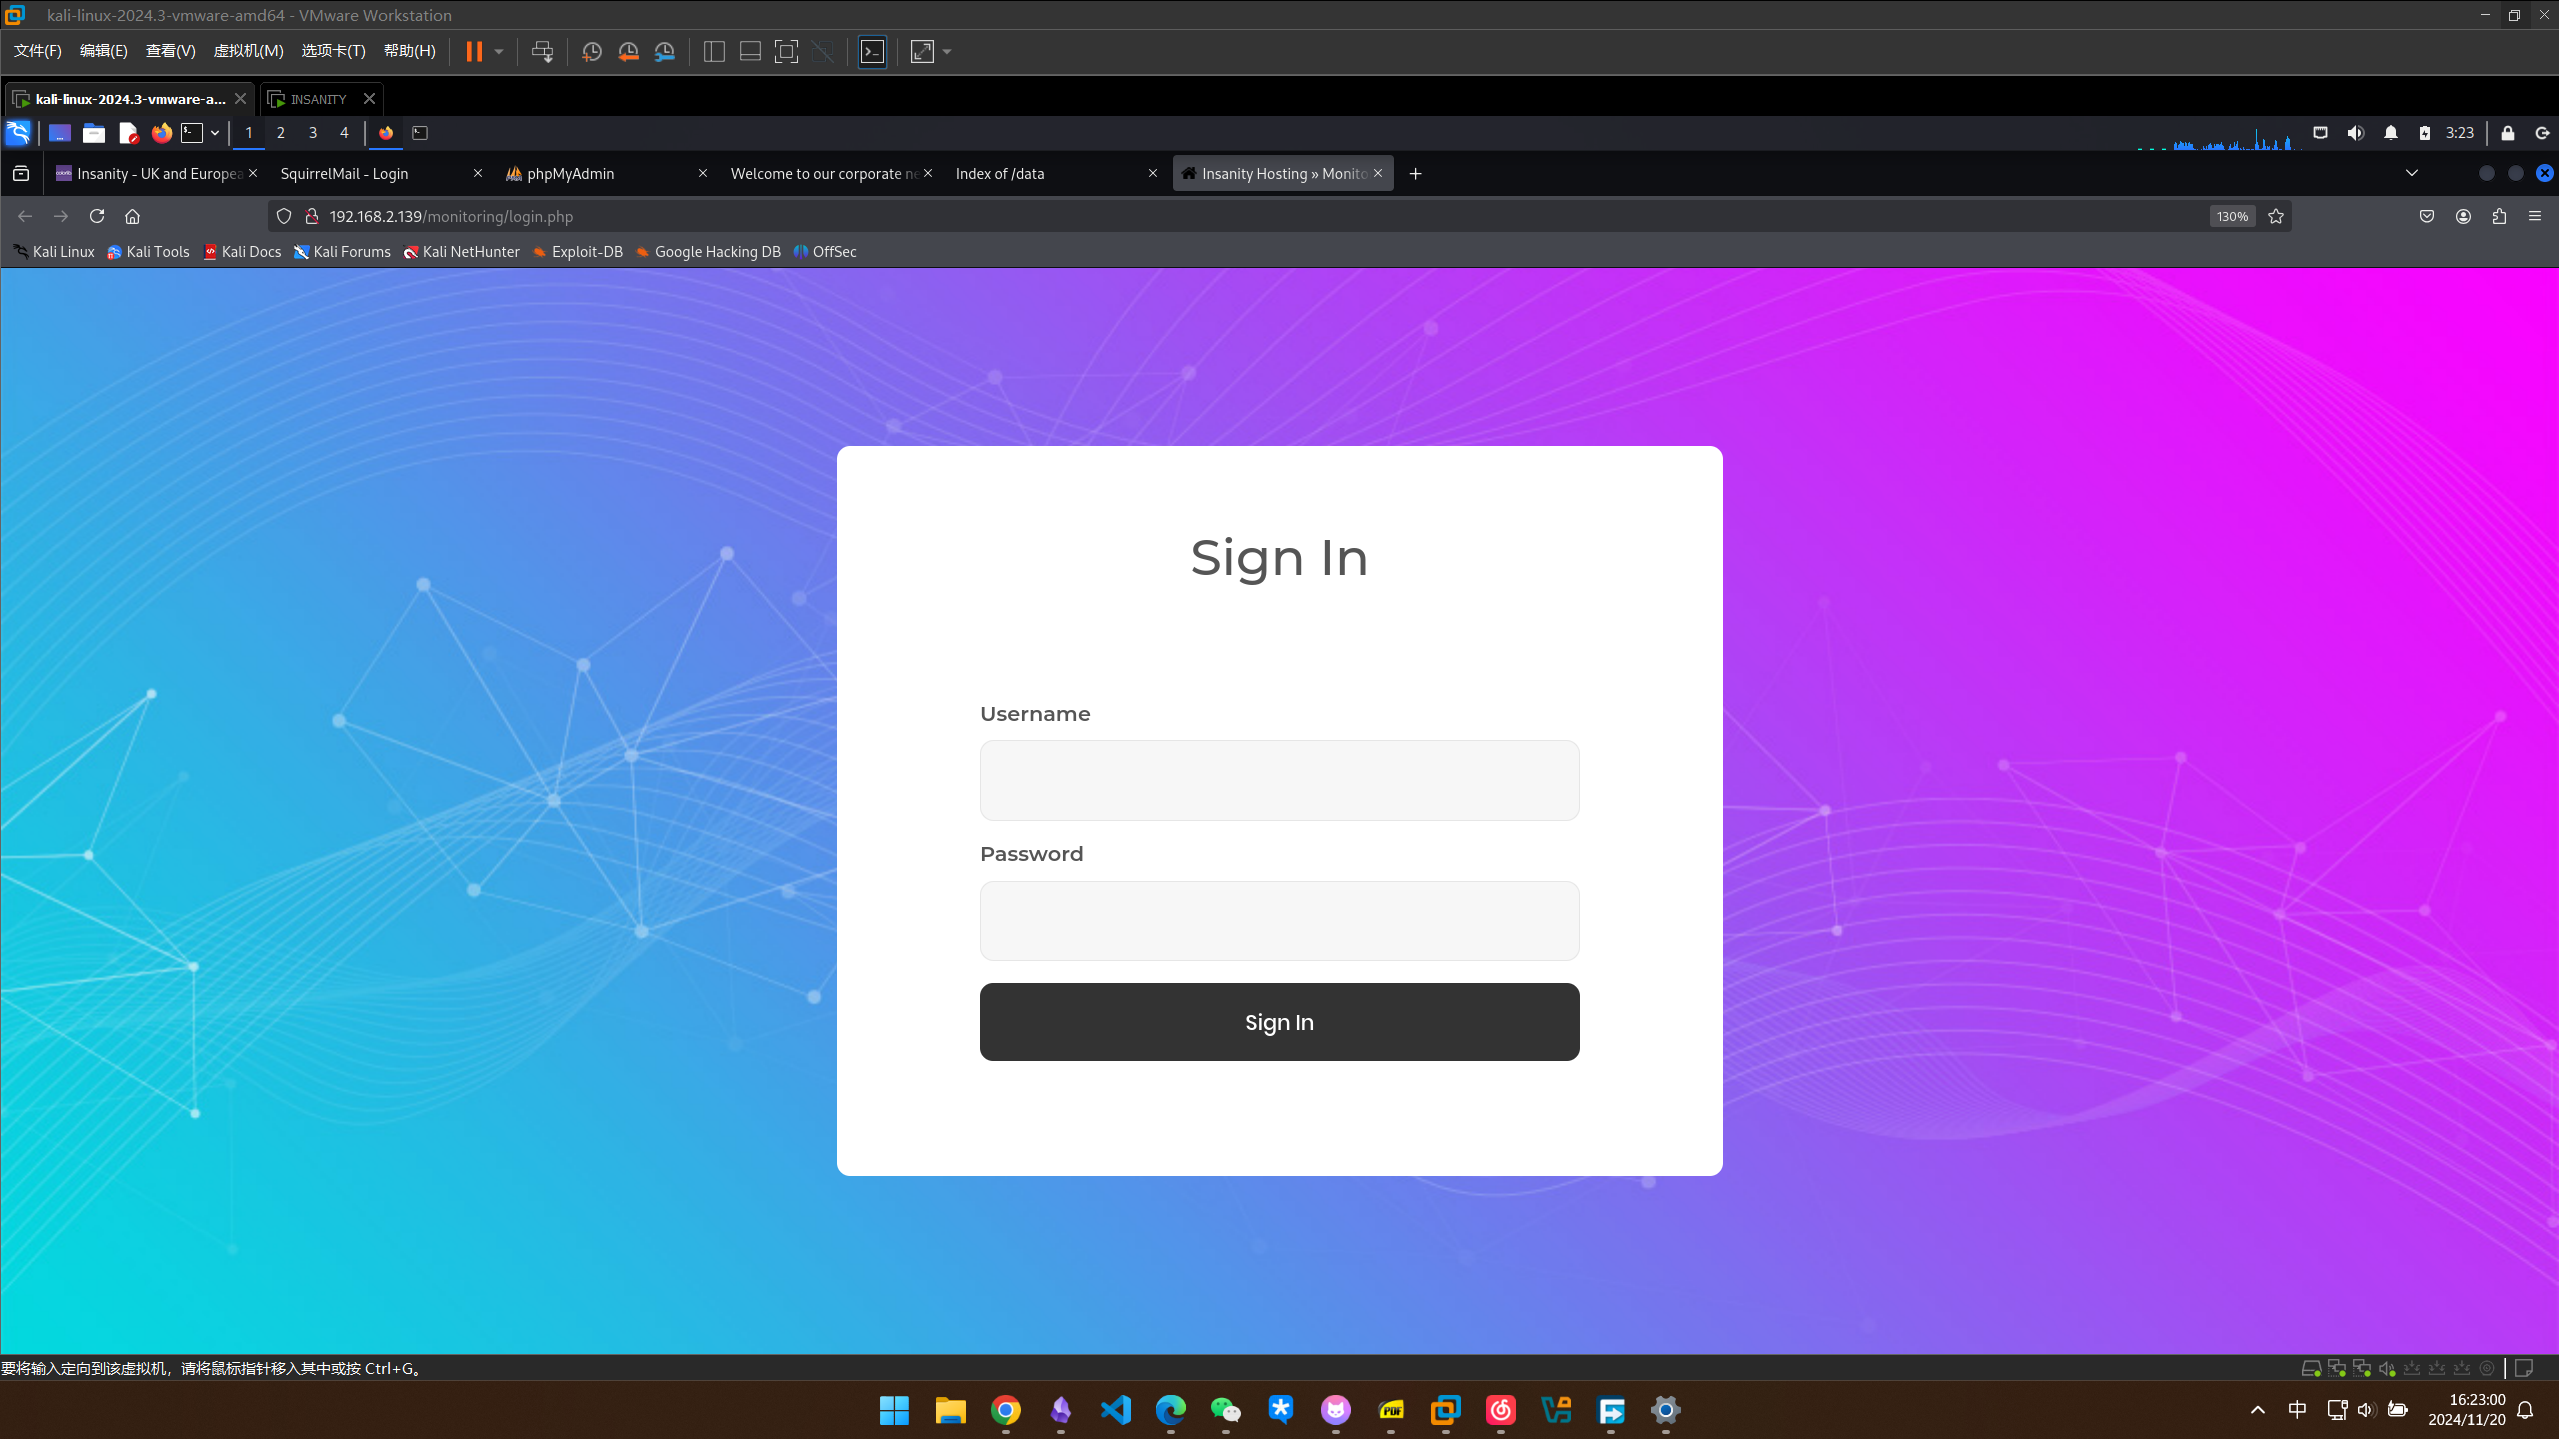 kali-linux-2024.3-vmware-amd64 - VMware Workstation
文件(F) 编辑(E) 查看(V) 虚拟机(M) 选项卡(T) 帮助(H)
kali-linux-2024.3-vmware-a... INSANITY
1 2 3 4 3:23
Insanity - UK and Europea SquirrelMail - Login phpMyAdmin Welcome to our corporate ne Index of /data Insanity Hosting » Monito
192.168.2.139/monitoring/login.php 130%
Kali Linux Kali Tools Kali Docs Kali Forums Kali NetHunter Exploit-DB Google Hacking DB OffSec
Sign In
Username
Password
Sign In
要将输入定向到该虚拟机，请将鼠标指针移入其中或按 Ctrl+G。
PDF
中 16:23:00
2024/11/20